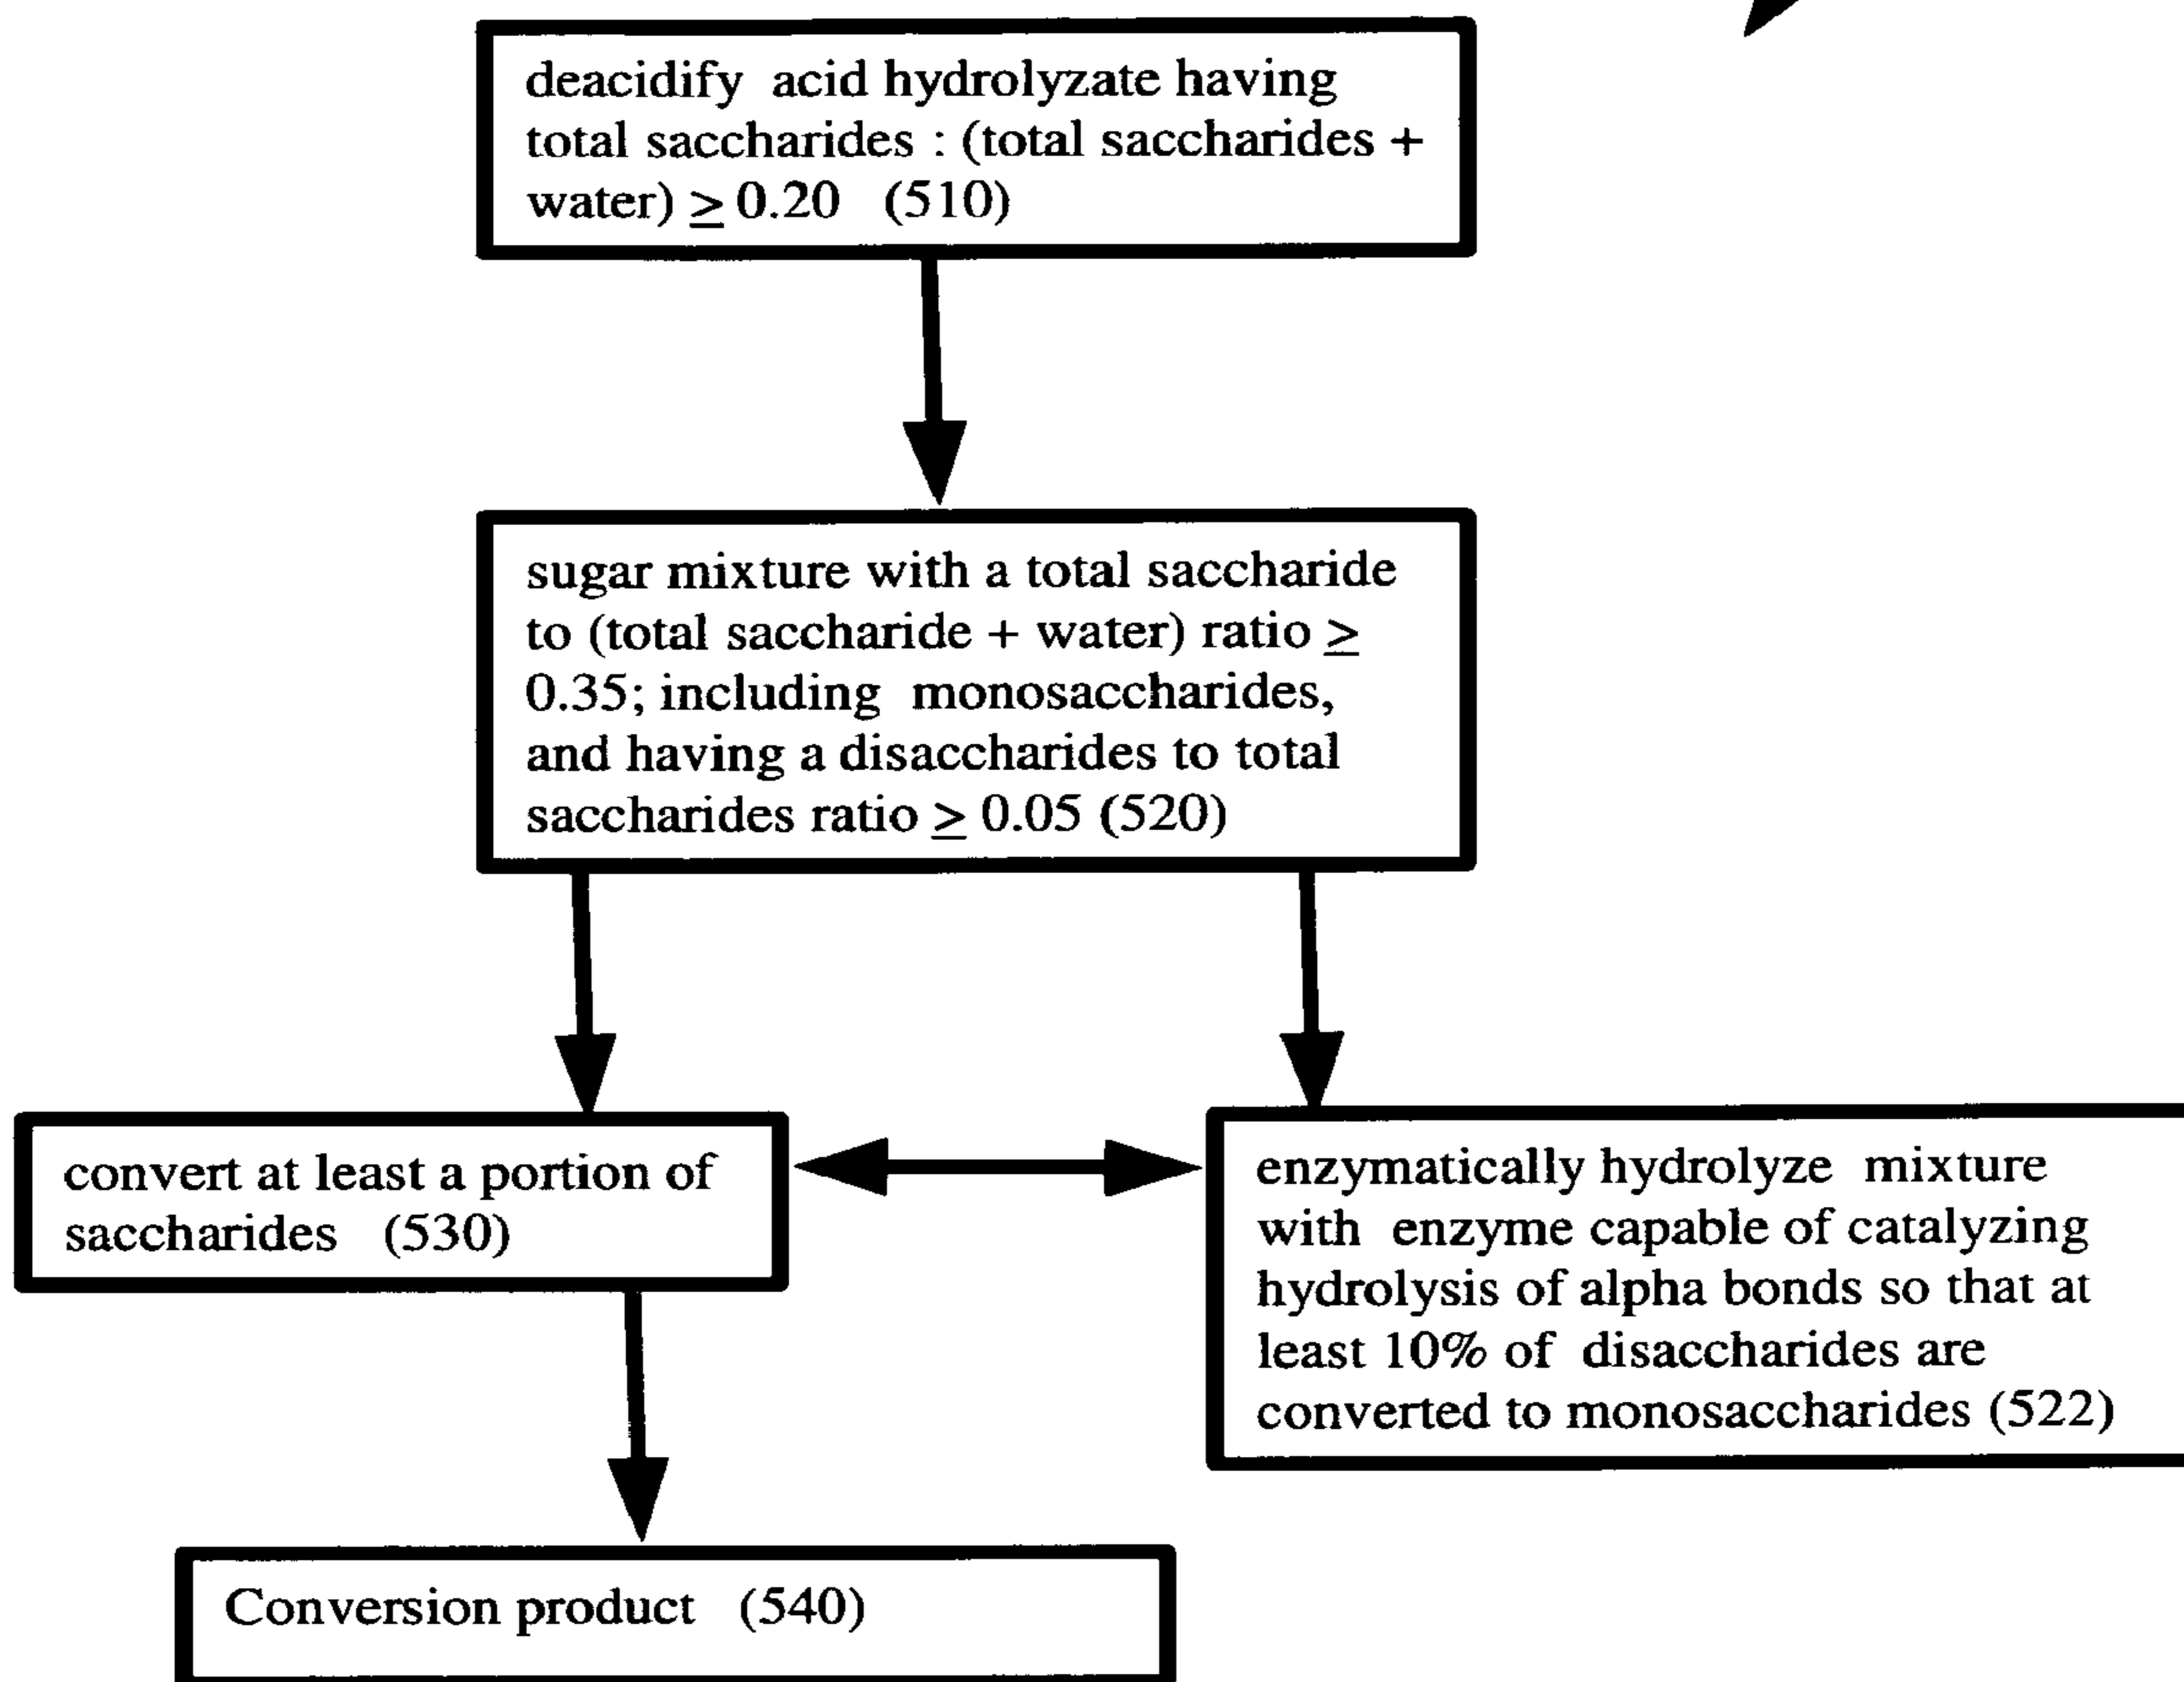 deacidify acid hydrolyzate having
total saccharides : (total saccharides +
water) ≥ 0.20 (510)
sugar mixture with a total saccharide
to (total saccharide + water) ratio ≥
0.35; including monosaccharides,
and having a disaccharides to total
saccharides ratio ≥ 0.05 (520)
convert at least a portion of
saccharides (530)
enzymatically hydrolyze mixture
with enzyme capable of catalyzing
hydrolysis of alpha bonds so that at
least 10% of disaccharides are
converted to monosaccharides (522)
Conversion product (540)